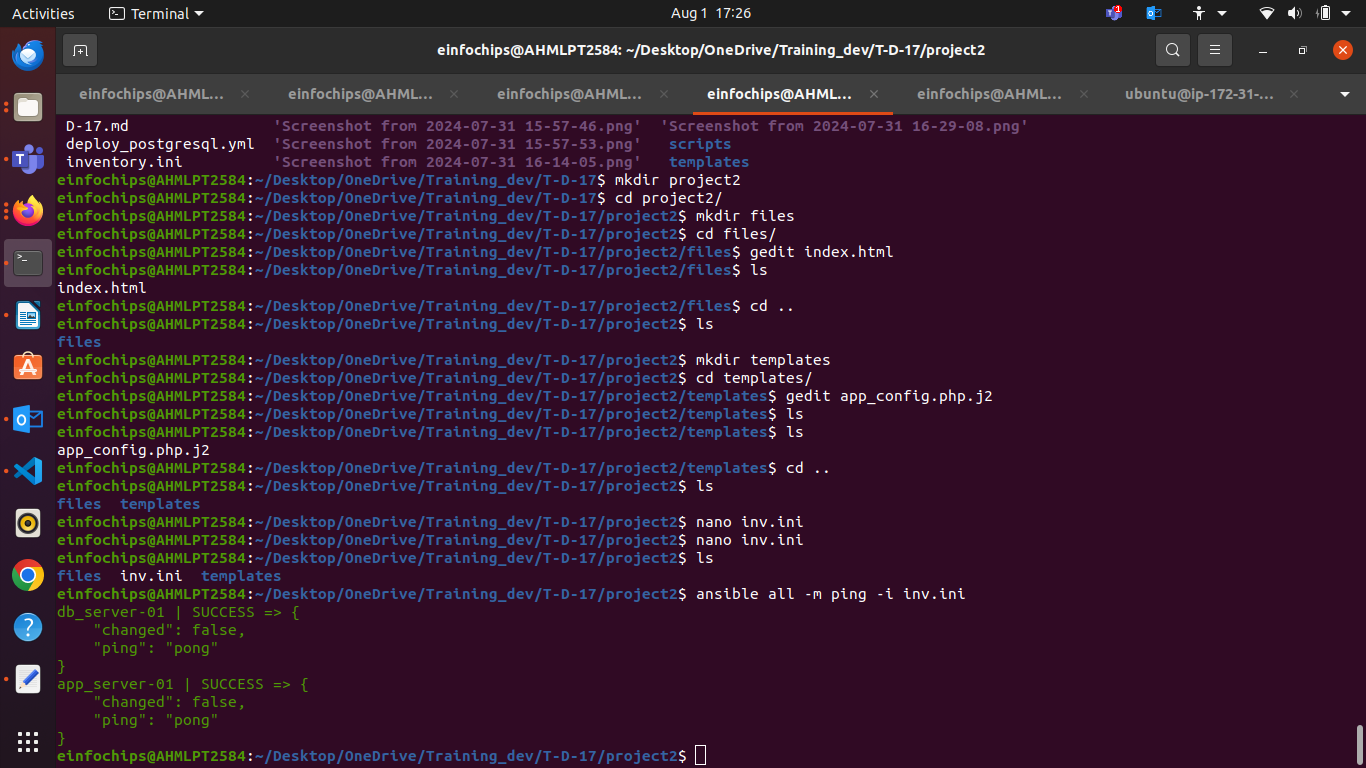 Activities Terminal Aug 1 17:26 1
einfochips@AHMLPT2584: ~/Desktop/OneDrive/Training_dev/T-D-17/project2
einfochips@AHML... einfochips@AHML... einfochips@AHML... einfochips@AHML... einfochips@AHML... ubuntu@ip-172-31-...
D-17.md 'Screenshot from 2024-07-31 15-57-46.png' 'Screenshot from 2024-07-31 16-29-08.png'
deploy_postgresql.yml 'Screenshot from 2024-07-31 15-57-53.png' scripts
inventory.ini 'Screenshot from 2024-07-31 16-14-05.png' templates
einfochips@AHMLPT2584:~/Desktop/OneDrive/Training_dev/T-D-17$ mkdir project2
einfochips@AHMLPT2584:~/Desktop/OneDrive/Training_dev/T-D-17$ cd project2/
einfochips@AHMLPT2584:~/Desktop/OneDrive/Training_dev/T-D-17/project2$ mkdir files
einfochips@AHMLPT2584:~/Desktop/OneDrive/Training_dev/T-D-17/project2$ cd files/
einfochips@AHMLPT2584:~/Desktop/OneDrive/Training_dev/T-D-17/project2/files$ gedit index.html
einfochips@AHMLPT2584:~/Desktop/OneDrive/Training_dev/T-D-17/project2/files$ ls
index.html
einfochips@AHMLPT2584:~/Desktop/OneDrive/Training_dev/T-D-17/project2/files$ cd ..
einfochips@AHMLPT2584:~/Desktop/OneDrive/Training_dev/T-D-17/project2$ ls
files
einfochips@AHMLPT2584:~/Desktop/OneDrive/Training_dev/T-D-17/project2$ mkdir templates
einfochips@AHMLPT2584:~/Desktop/OneDrive/Training_dev/T-D-17/project2$ cd templates/
einfochips@AHMLPT2584:~/Desktop/OneDrive/Training_dev/T-D-17/project2/templates$ gedit app_config.php.j2
einfochips@AHMLPT2584:~/Desktop/OneDrive/Training_dev/T-D-17/project2/templates$ ls
einfochips@AHMLPT2584:~/Desktop/OneDrive/Training_dev/T-D-17/project2/templates$ ls
app_config.php.j2
einfochips@AHMLPT2584:~/Desktop/OneDrive/Training_dev/T-D-17/project2/templates$ cd ..
einfochips@AHMLPT2584:~/Desktop/OneDrive/Training_dev/T-D-17/project2$ ls
files templates
einfochips@AHMLPT2584:~/Desktop/OneDrive/Training_dev/T-D-17/project2$ nano inv.ini
einfochips@AHMLPT2584:~/Desktop/OneDrive/Training_dev/T-D-17/project2$ nano inv.ini
einfochips@AHMLPT2584:~/Desktop/OneDrive/Training_dev/T-D-17/project2$ ls
files inv.ini templates
einfochips@AHMLPT2584:~/Desktop/OneDrive/Training_dev/T-D-17/project2$ ansible all -m ping -i inv.ini
db_server-01 | SUCCESS => {
    "changed": false,
    "ping": "pong"
}
app_server-01 | SUCCESS => {
    "changed": false,
    "ping": "pong"
}
einfochips@AHMLPT2584:~/Desktop/OneDrive/Training_dev/T-D-17/project2$